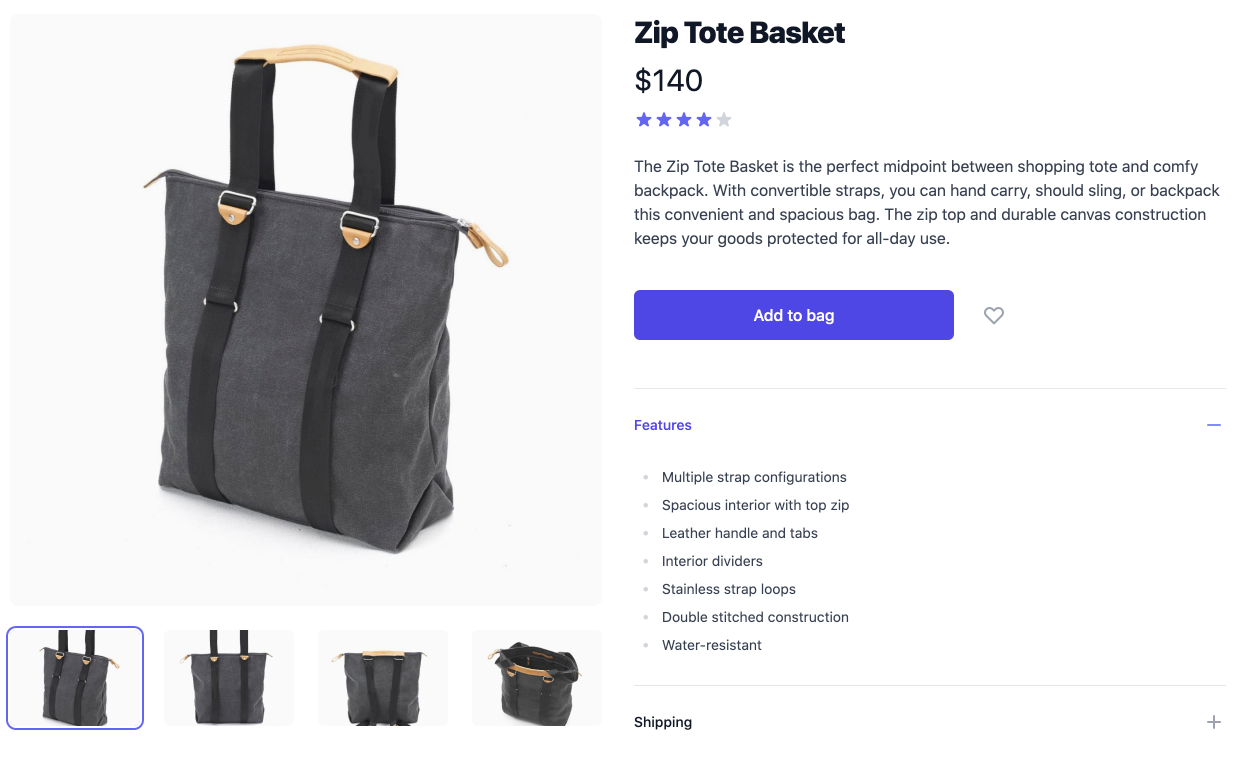 Zip Tote Basket
$140
The Zip Tote Basket is the perfect midpoint between shopping tote and comfy
backpack. With convertible straps, you can hand carry, should sling, or backpack
this convenient and spacious bag. The zip top and durable canvas construction
keeps your goods protected for all-day use.
Add to bag
Features
Multiple strap configurations
Spacious interior with top zip
Leather handle and tabs
Interior dividers
Stainless strap loops
Double stitched construction
Water-resistant
Shipping